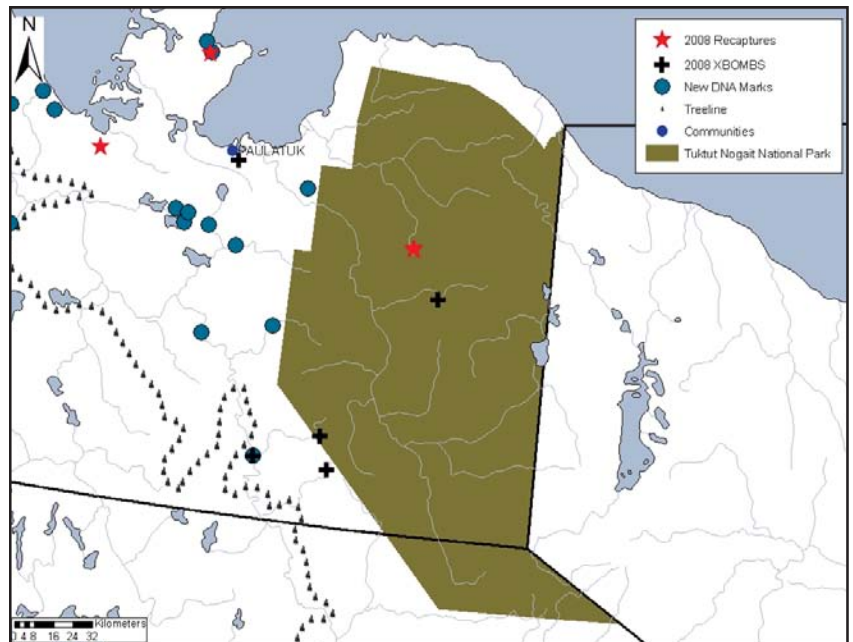 N
2008 Recaptures
2008 XBOMBS
New DNA Marks
Treeline
Communities
Tuktut Nogait National Park
PAULATUK
Kilometers
0 4 8 16 24 32